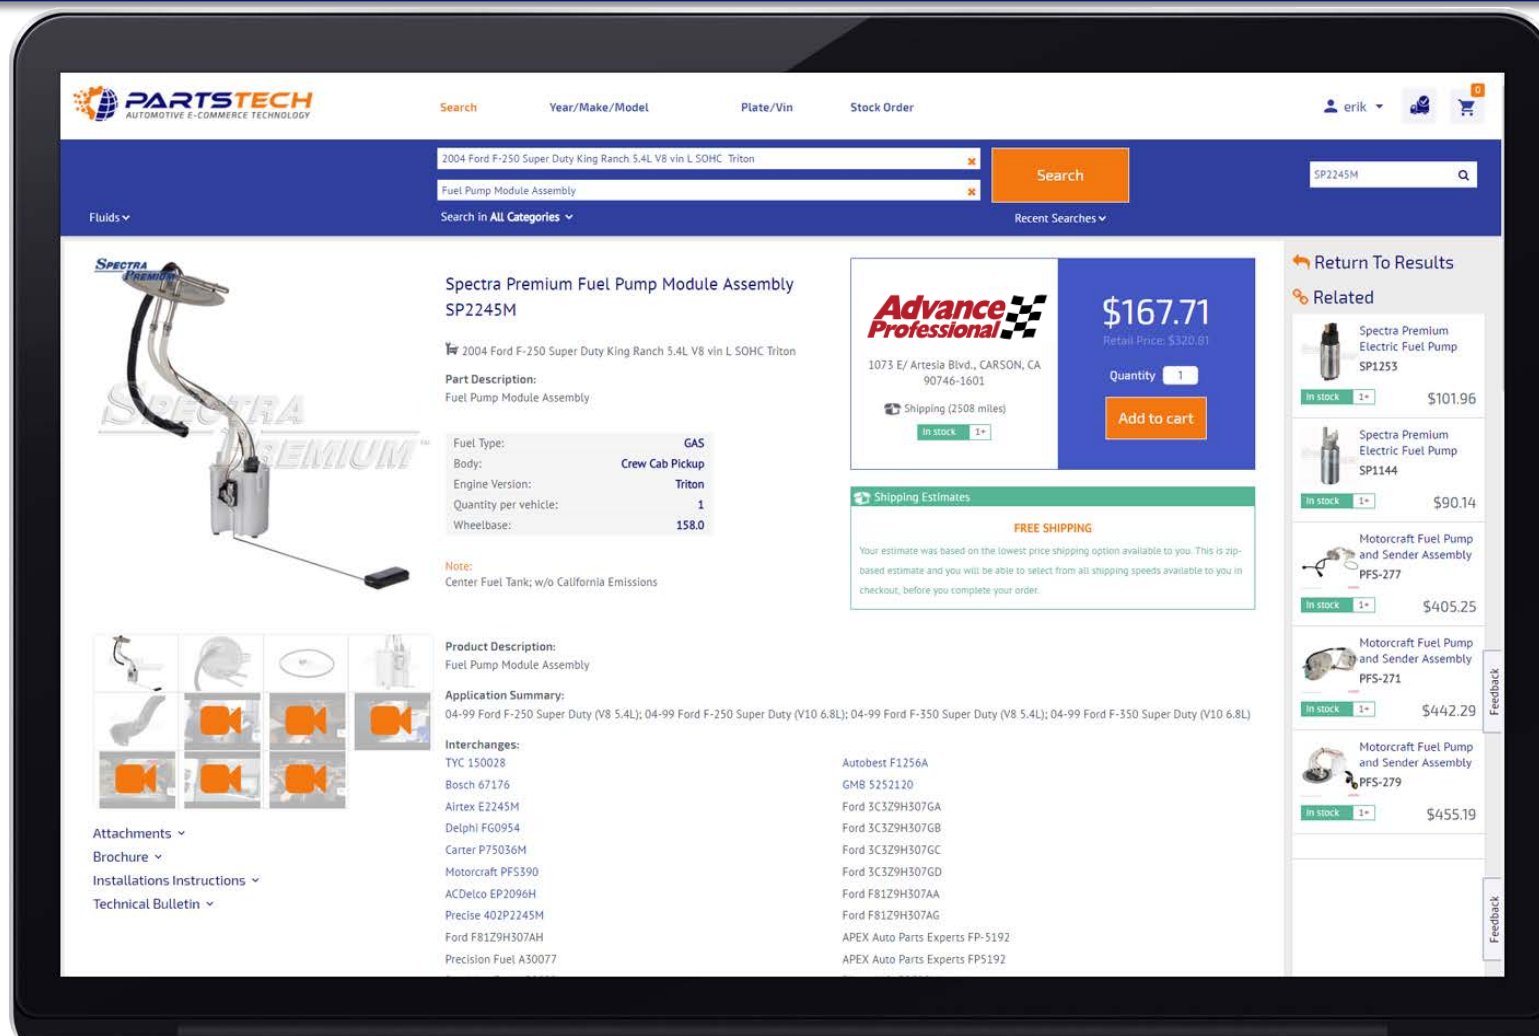 PARTSTECH
AUTOMOTIVE E-COMMERCE TECHNOLOGY
Search
Year/Make/Model
Plate/Vin
Stock Order
erik
0
2004 Ford F-250 Super Duty King Ranch 5.4L V8 vin L SOHC Triton
Fuel Pump Module Assembly
Search
SP2245M
Fluids
Search in All Categories
Recent Searches
SPECTRA
PREMIUM
SPECTRA
PREMIUM
Spectra Premium Fuel Pump Module Assembly
SP2245M
2004 Ford F-250 Super Duty King Ranch 5.4L V8 vin L SOHC Triton
Part Description:
Fuel Pump Module Assembly
Fuel Type: GAS
Body: Crew Cab Pickup
Engine Version: Triton
Quantity per vehicle: 1
Wheelbase: 158.0
Note:
Center Fuel Tank; w/o California Emissions
Advance
Professional
1073 E/ Artesia Blvd., CARSON, CA
90746-1601
Shipping (2508 miles)
In stock 1+
$167.71
Retail Price: $320.81
Quantity 1
Add to cart
Shipping Estimates
FREE SHIPPING
Your estimate was based on the lowest price shipping option available to you. This is zip-
based estimate and you will be able to select from all shipping speeds available to you in
checkout, before you complete your order.
Product Description:
Fuel Pump Module Assembly
Application Summary:
04-99 Ford F-250 Super Duty (V8 5.4L); 04-99 Ford F-250 Super Duty (V10 6.8L); 04-99 Ford F-350 Super Duty (V8 5.4L); 04-99 Ford F-350 Super Duty (V10 6.8L)
Interchanges:
TYC 150028
Bosch 67176
Airtex E2245M
Delphi FG0954
Carter P75036M
Motorcraft PFS390
ACDelco EP2096H
Precise 402P2245M
Ford F81Z9H307AH
Precision Fuel A30077
Autobest F1256A
GMB 5252120
Ford 3C3Z9H307GA
Ford 3C3Z9H307GB
Ford 3C3Z9H307GC
Ford 3C3Z9H307GD
Ford F81Z9H307AA
Ford F81Z9H307AG
APEX Auto Parts Experts FP-5192
APEX Auto Parts Experts FP5192
Attachments
Brochure
Installations Instructions
Technical Bulletin
Return To Results
Related
Spectra Premium
Electric Fuel Pump
SP1253
In stock 1+
$101.96
Spectra Premium
Electric Fuel Pump
SP1144
In stock 1+
$90.14
Motorcraft Fuel Pump
and Sender Assembly
PFS-277
In stock 1+
$405.25
Motorcraft Fuel Pump
and Sender Assembly
PFS-271
In stock 1+
$442.29
Motorcraft Fuel Pump
and Sender Assembly
PFS-279
In stock 1+
$455.19
Feedback
Feedback